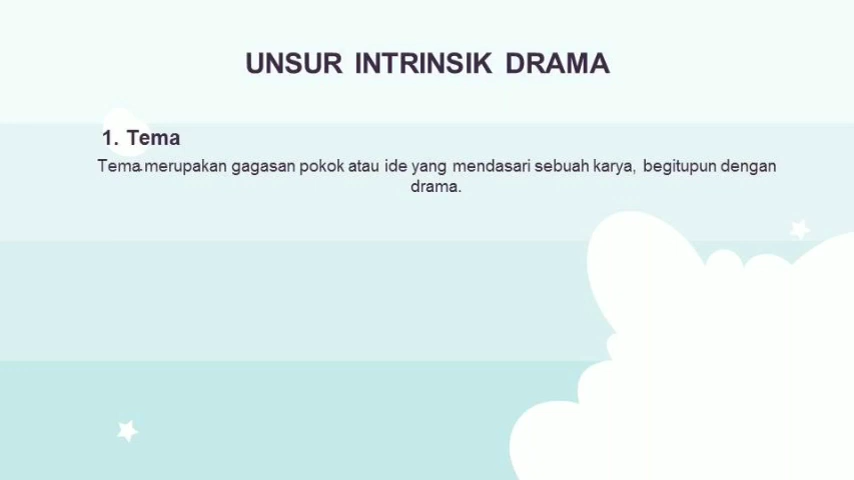 UNSUR INTRINSIK DRAMA
1. Tema
Tema merupakan gagasan pokok atau ide yang mendasari sebuah karya, begitupun dengan
drama.